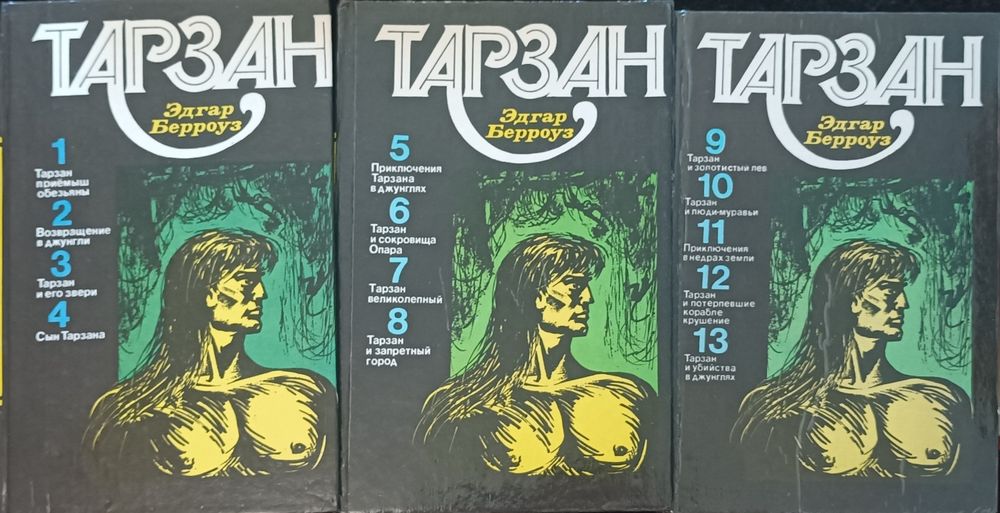 ТАРЗАН
Эдгар
Берроуз
1
Тарзан
приёмыш
обезьяны
2
Возвращение
в джунгли
3
Тарзан
и его звери
4
Сын Тарзана
ТАРЗАН
Эдгар
Берроуз
5
Приключения
Тарзана
в джунглях
6
Тарзан
и сокровища
Опара
7
Тарзан
великолепный
8
Тарзан
и запретный
город
ТАРЗАН
Эдгар
Берроуз
9
Тарзан
и золотистый лев
10
Тарзан
и люди-муравьи
11
Приключения
в недрах земли
12
Тарзан
и потерпевшие
корабле
крушение
13
Тарзан
и убийства
в джунглях